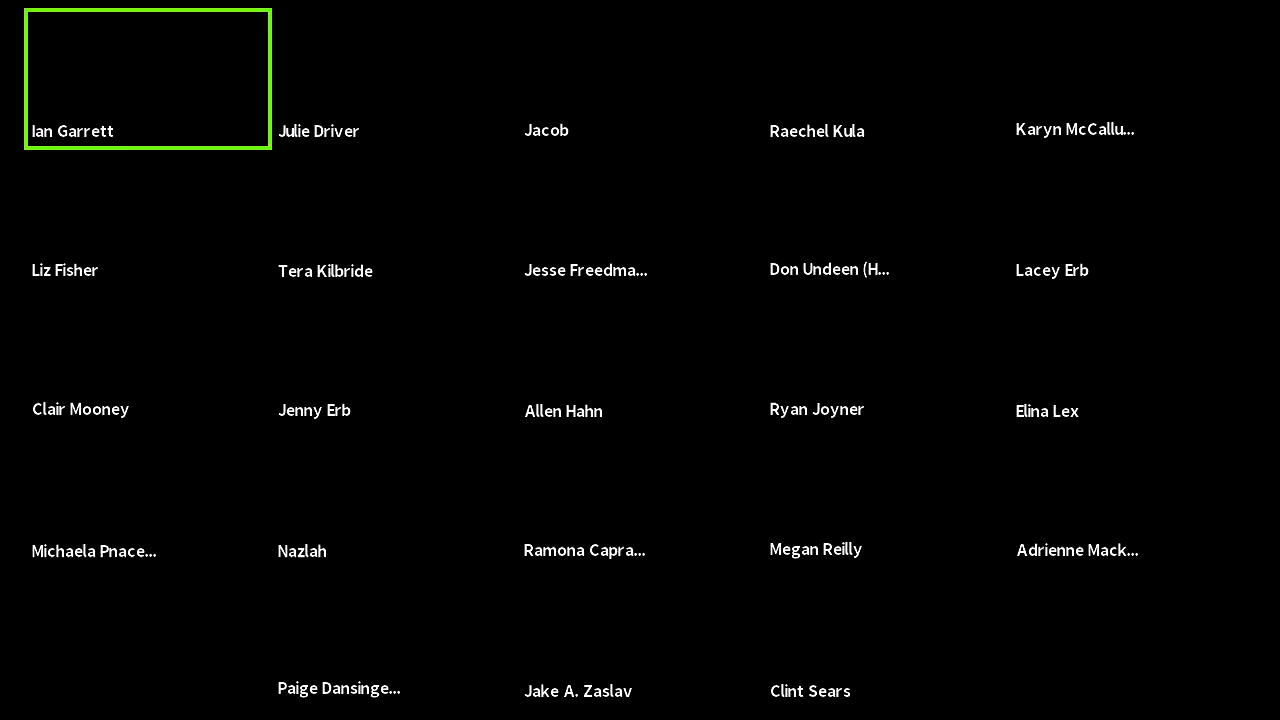 Ian Garrett
Julie Driver
Jacob
Raechel Kula
Karyn McCallu...
Liz Fisher
Tera Kilbride
Jesse Freedma...
Don Undeen (H...
Lacey Erb
Clair Mooney
Jenny Erb
Allen Hahn
Ryan Joyner
Elina Lex
Michaela Pnace...
Nazlah
Ramona Capra...
Megan Reilly
Adrienne Mack...
Paige Dansinge...
Jake A. Zaslav
Clint Sears